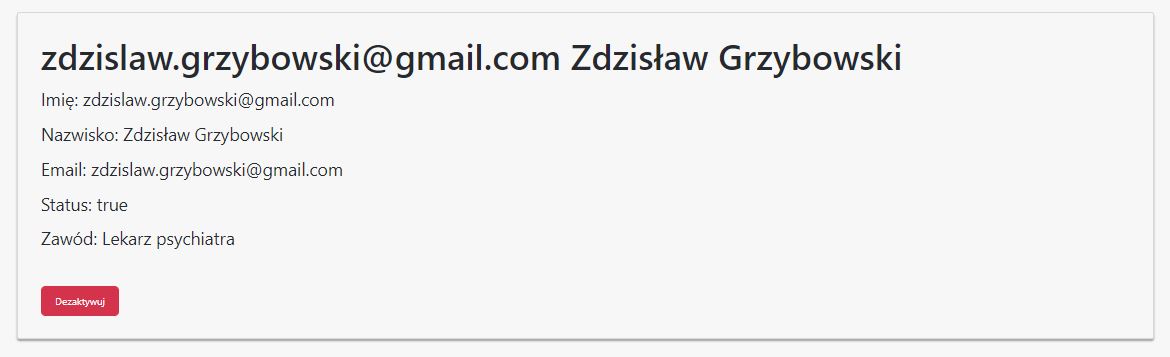 zdzislaw.grzybowski@gmail.com Zdzisław Grzybowski
Imię: zdzislaw.grzybowski@gmail.com
Nazwisko: Zdzisław Grzybowski
Email: zdzislaw.grzybowski@gmail.com
Status: true
Zawód: Lekarz psychiatra
Dezaktywuj